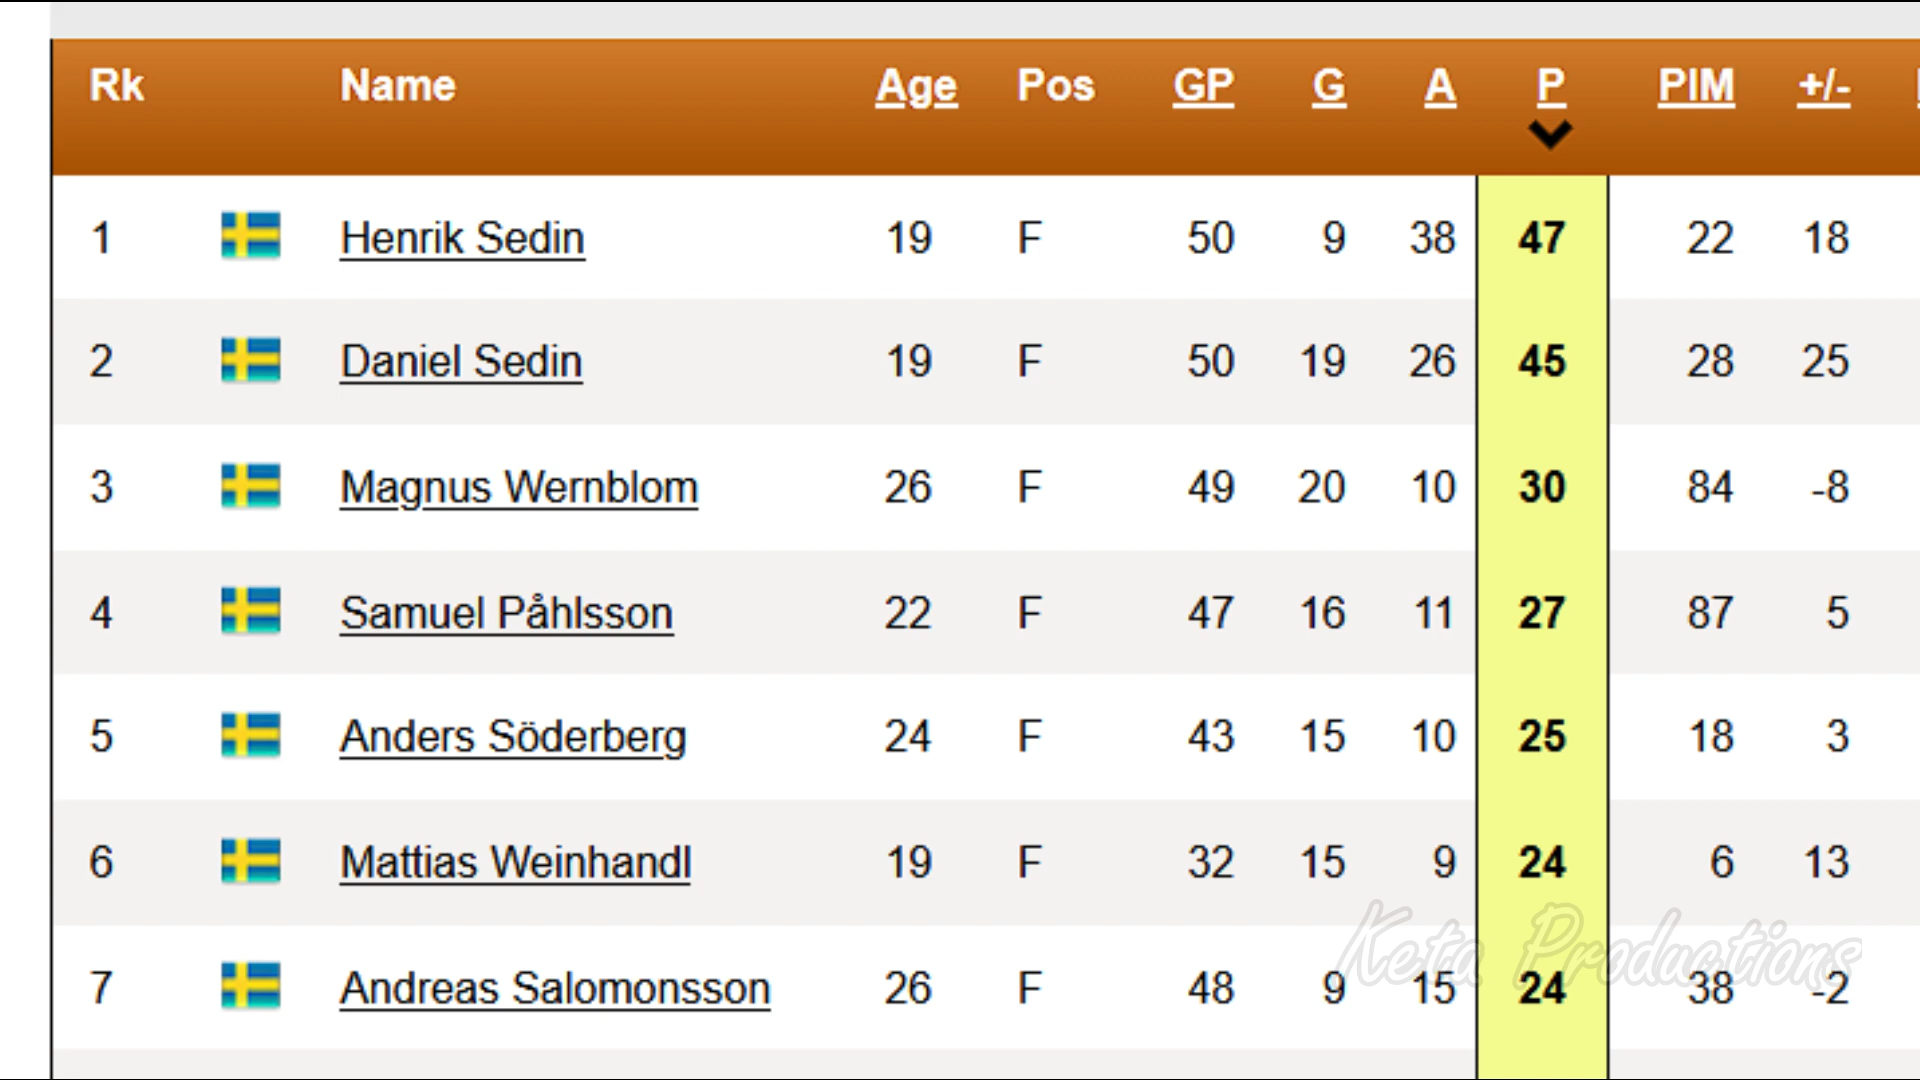 Rk Name Age Pos GP G A P PIM +/-
1 Henrik Sedin 19 F 50 9 38 47 22 18
2 Daniel Sedin 19 F 50 19 26 45 28 25
3 Magnus Wernblom 26 F 49 20 10 30 84 -8
4 Samuel Påhlsson 22 F 47 16 11 27 87 5
5 Anders Söderberg 24 F 43 15 10 25 18 3
6 Mattias Weinhandl 19 F 32 15 9 24 6 13
7 Andreas Salomonsson 26 F 48 9 15 24 38 -2
Keta Productions